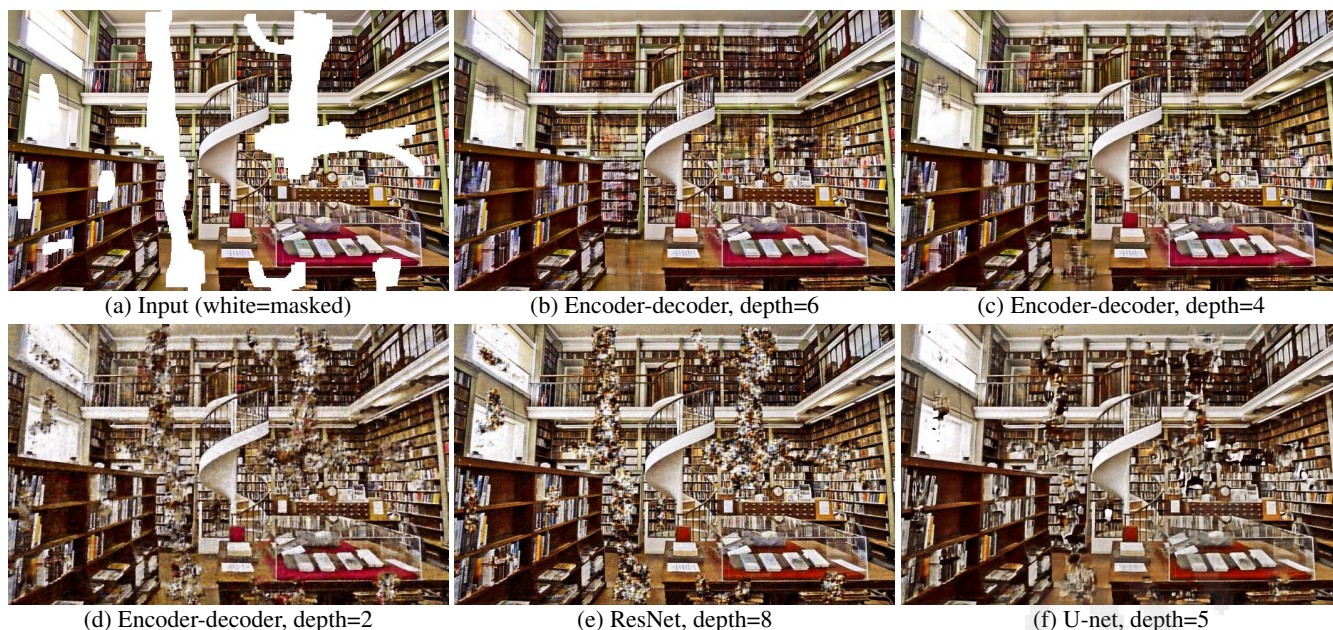 (a) Input (white=masked)
(b) Encoder-decoder, depth=6
(c) Encoder-decoder, depth=4
(d) Encoder-decoder, depth=2
(e) ResNet, depth=8
(f) U-net, depth=5